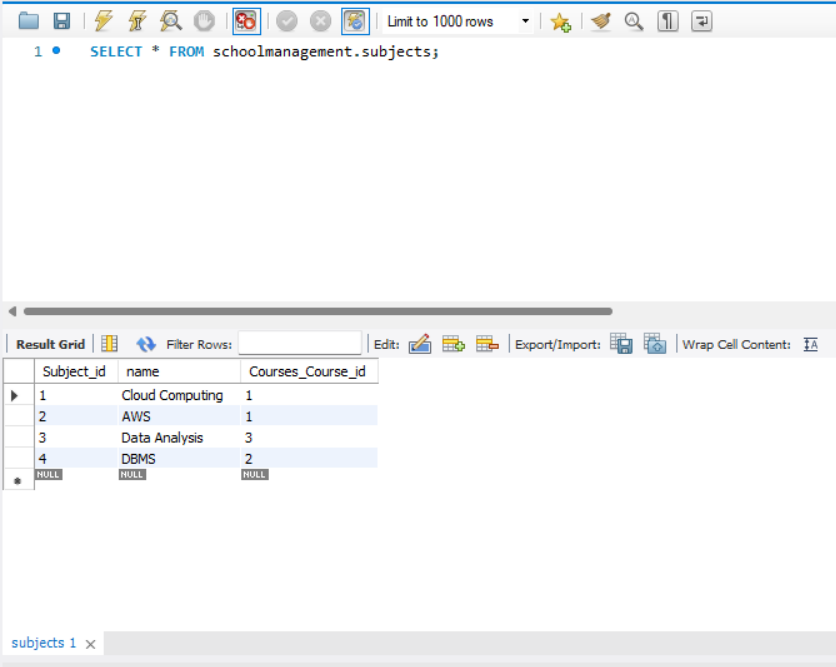 Limit to 1000 rows
1 SELECT * FROM schoolmanagement.subjects;
Result Grid Filter Rows: Edit: Export/Import: Wrap Cell Content:
Subject_id name Courses_Course_id
1 Cloud Computing 1
2 AWS 1
3 Data Analysis 3
4 DBMS 2
NULL NULL NULL
subjects 1